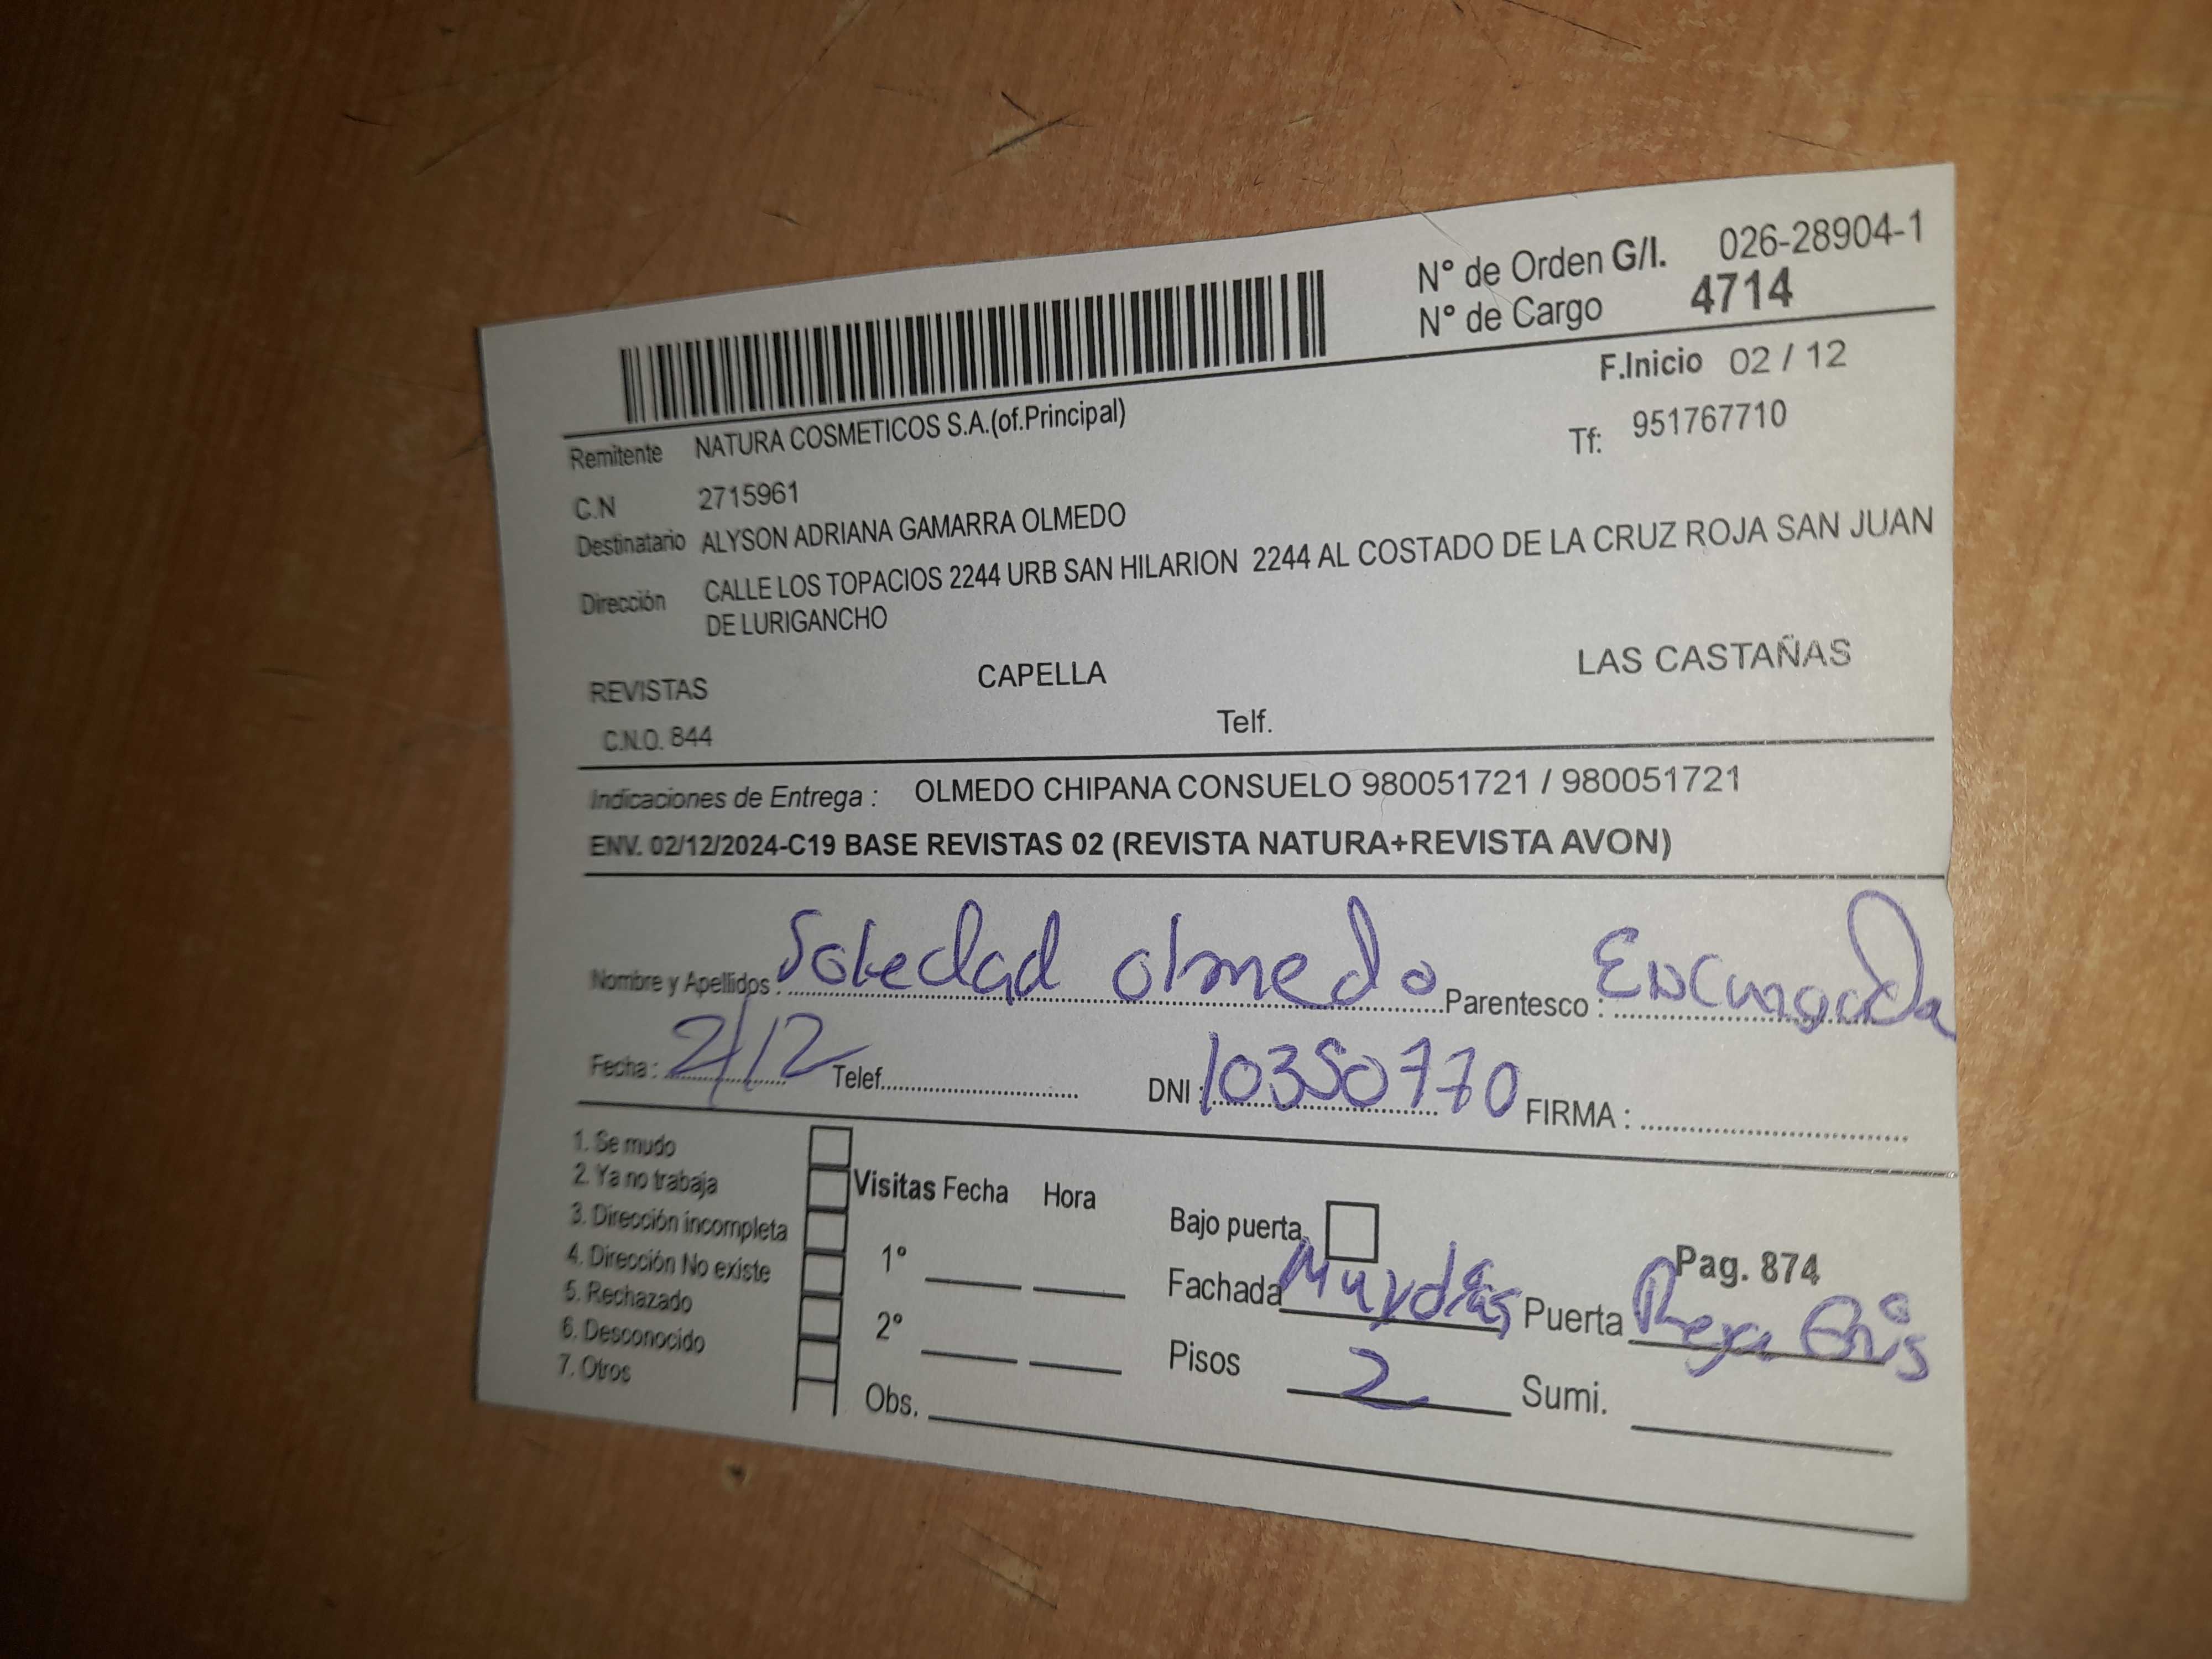 N° de Orden G/I. 026-28904-1
N° de Cargo 4714
F.Inicio 02 / 12
Remitente NATURA COSMETICOS S.A.(of.Principal)
Tf: 951767710
C.N 2715961
Destinatario ALYSON ADRIANA GAMARRA OLMEDO
Dirección CALLE LOS TOPACIOS 2244 URB SAN HILARION 2244 AL COSTADO DE LA CRUZ ROJA SAN JUAN
DE LURIGANCHO
REVISTAS CAPELLA LAS CASTAÑAS
C.N.O. 844 Telf.
Indicaciones de Entrega : OLMEDO CHIPANA CONSUELO 980051721 / 980051721
ENV. 02/12/2024-C19 BASE REVISTAS 02 (REVISTA NATURA+REVISTA AVON)
Nombre y Apellidos : Soledad olmedo Parentesco : Encargada
Fecha : 2/12 Telef. DNI : 10350770 FIRMA :
1. Se mudo
2. Ya no trabaja Visitas Fecha Hora
3. Dirección incompleta Bajo puerta
4. Dirección No existe 1° Pag. 874
5. Rechazado Fachada Puerta Reja Gris
6. Desconocido 2° Pisos 2 Sumi.
7. Otros Obs.